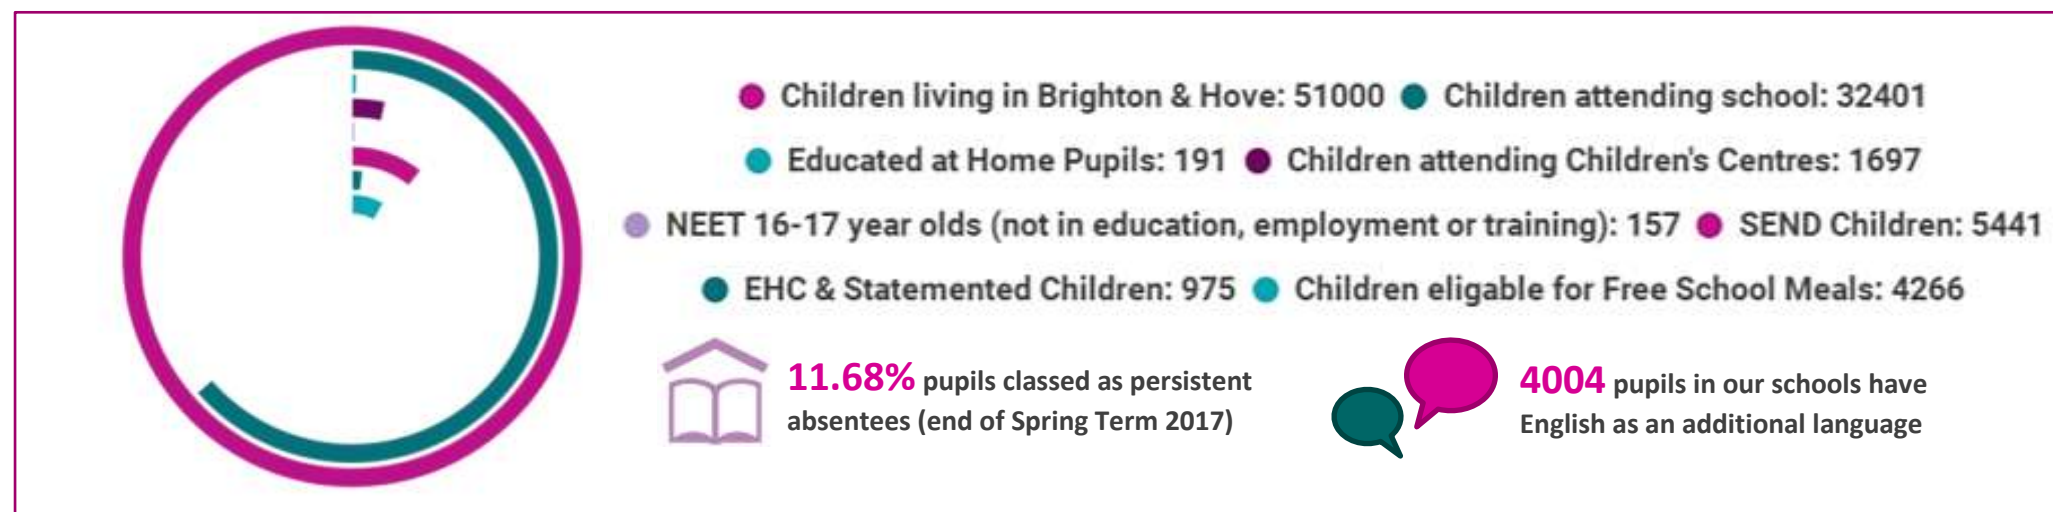 Children living in Brighton & Hove: 51000 Children attending school: 32401
Educated at Home Pupils: 191 Children attending Children's Centres: 1697
NEET 16-17 year olds (not in education, employment or training): 157 SEND Children: 5441
EHC & Statemented Children: 975 Children eligable for Free School Meals: 4266
11.68% pupils classed as persistent
absentees (end of Spring Term 2017)
4004 pupils in our schools have
English as an additional language